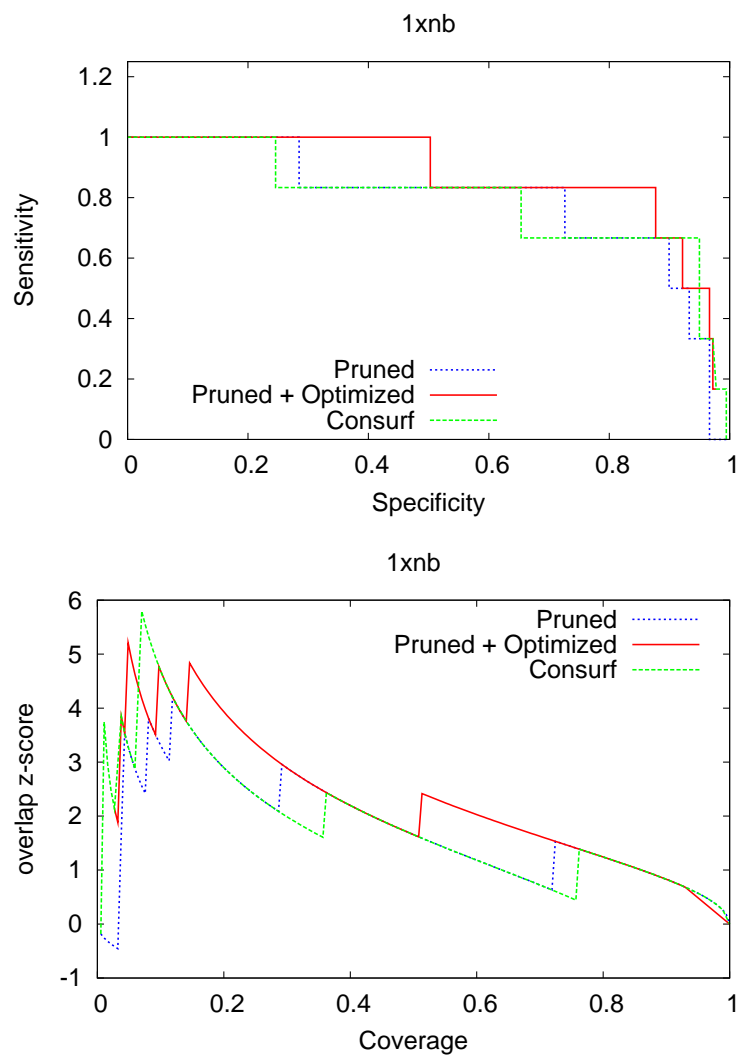 1xnb
1.2
1
0.8
0.6
0.4
0.2
0
Sensitivity
Pruned
Pruned + Optimized
Consurf
0 0.2 0.4 0.6 0.8 1
Specificity
1xnb
6
5
4
3
2
1
0
-1
overlap z-score
Pruned
Pruned + Optimized
Consurf
0 0.2 0.4 0.6 0.8 1
Coverage